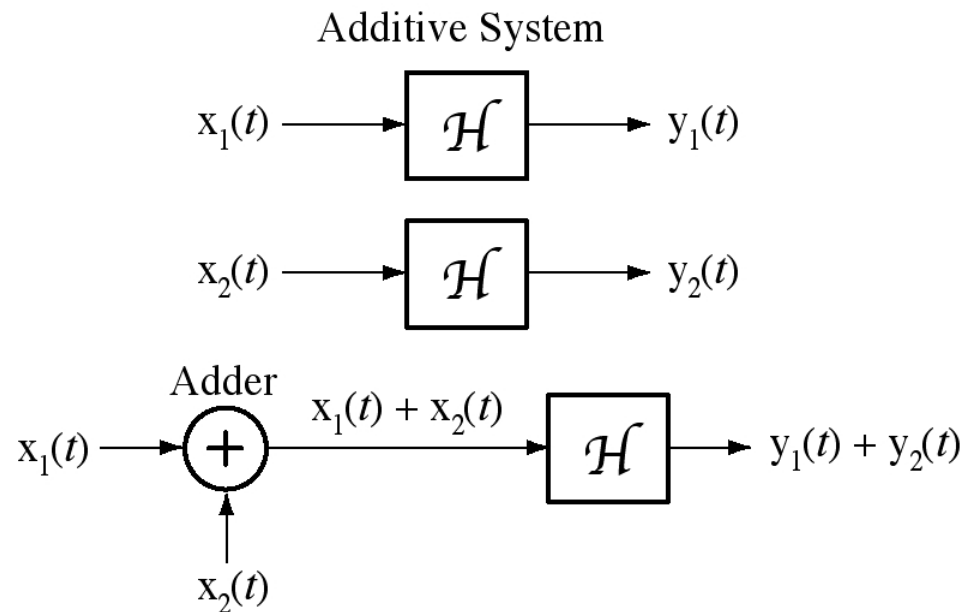 Additive System
x₁(t) ℋ y₁(t)
x₂(t) ℋ y₂(t)
Adder
x₁(t) + x₂(t)
x₁(t) + ℋ y₁(t) + y₂(t)
x₂(t)